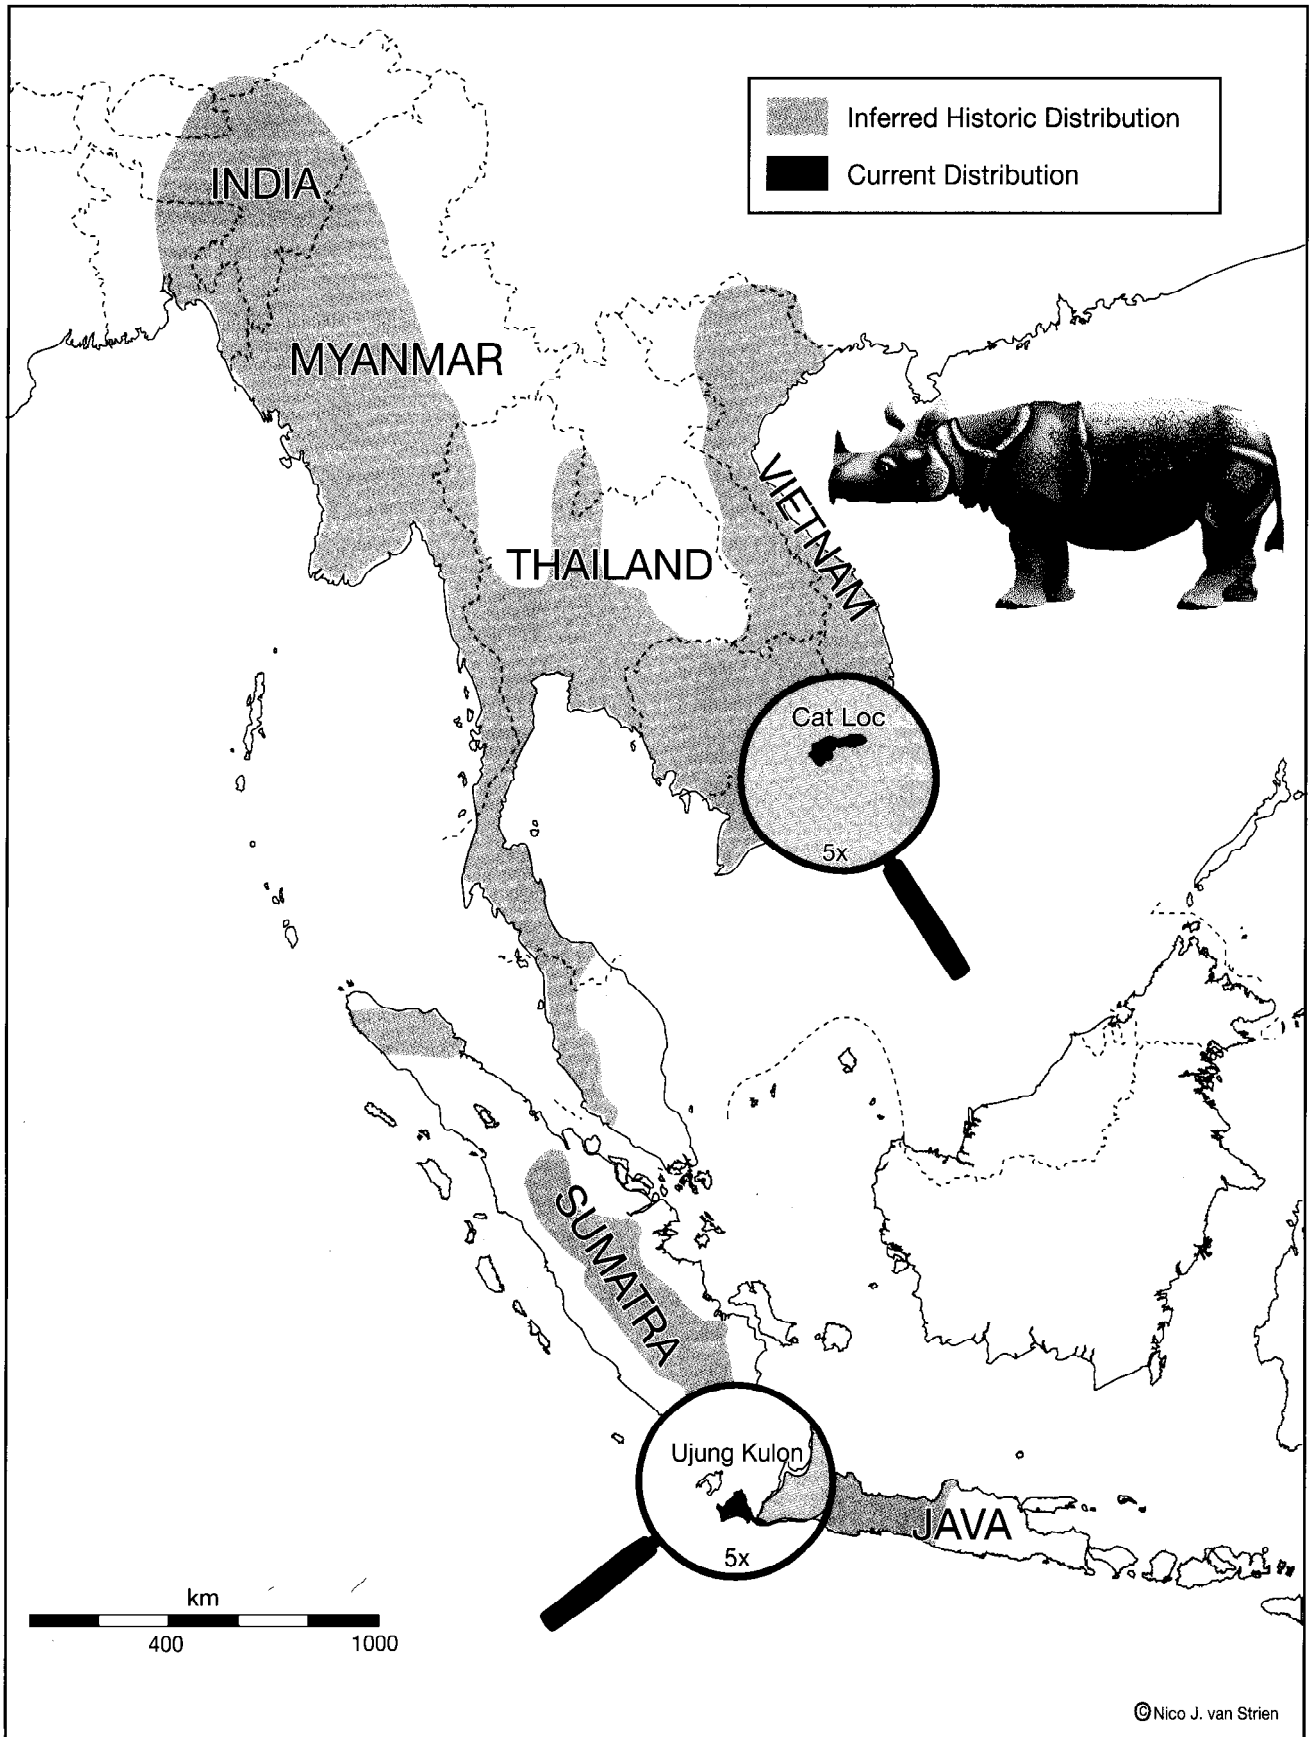 Inferred Historic Distribution
Current Distribution
INDIA
MYANMAR
VIETNAM
THAILAND
Cat Loc
5x
SUMATRA
Ujung Kulon
JAVA
5x
km
400 1000
© Nico J. van Strien